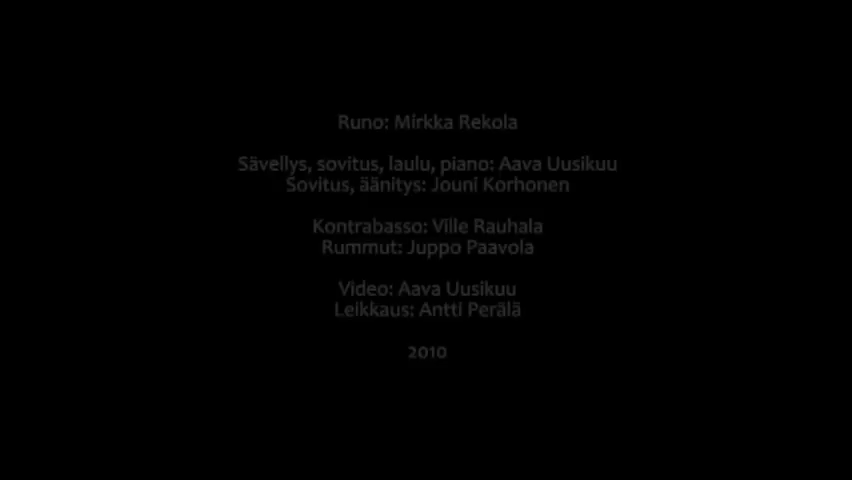 Runo: Mirkka Rekola
Sävellys, sovitus, laulu, piano: Aava Uusikuu
Sovitus, äänitys: Jouni Korhonen
Kontrabasso: Ville Rauhala
Rummut: Juppo Paavola
Video: Aava Uusikuu
Leikkaus: Antti Perälä
2010